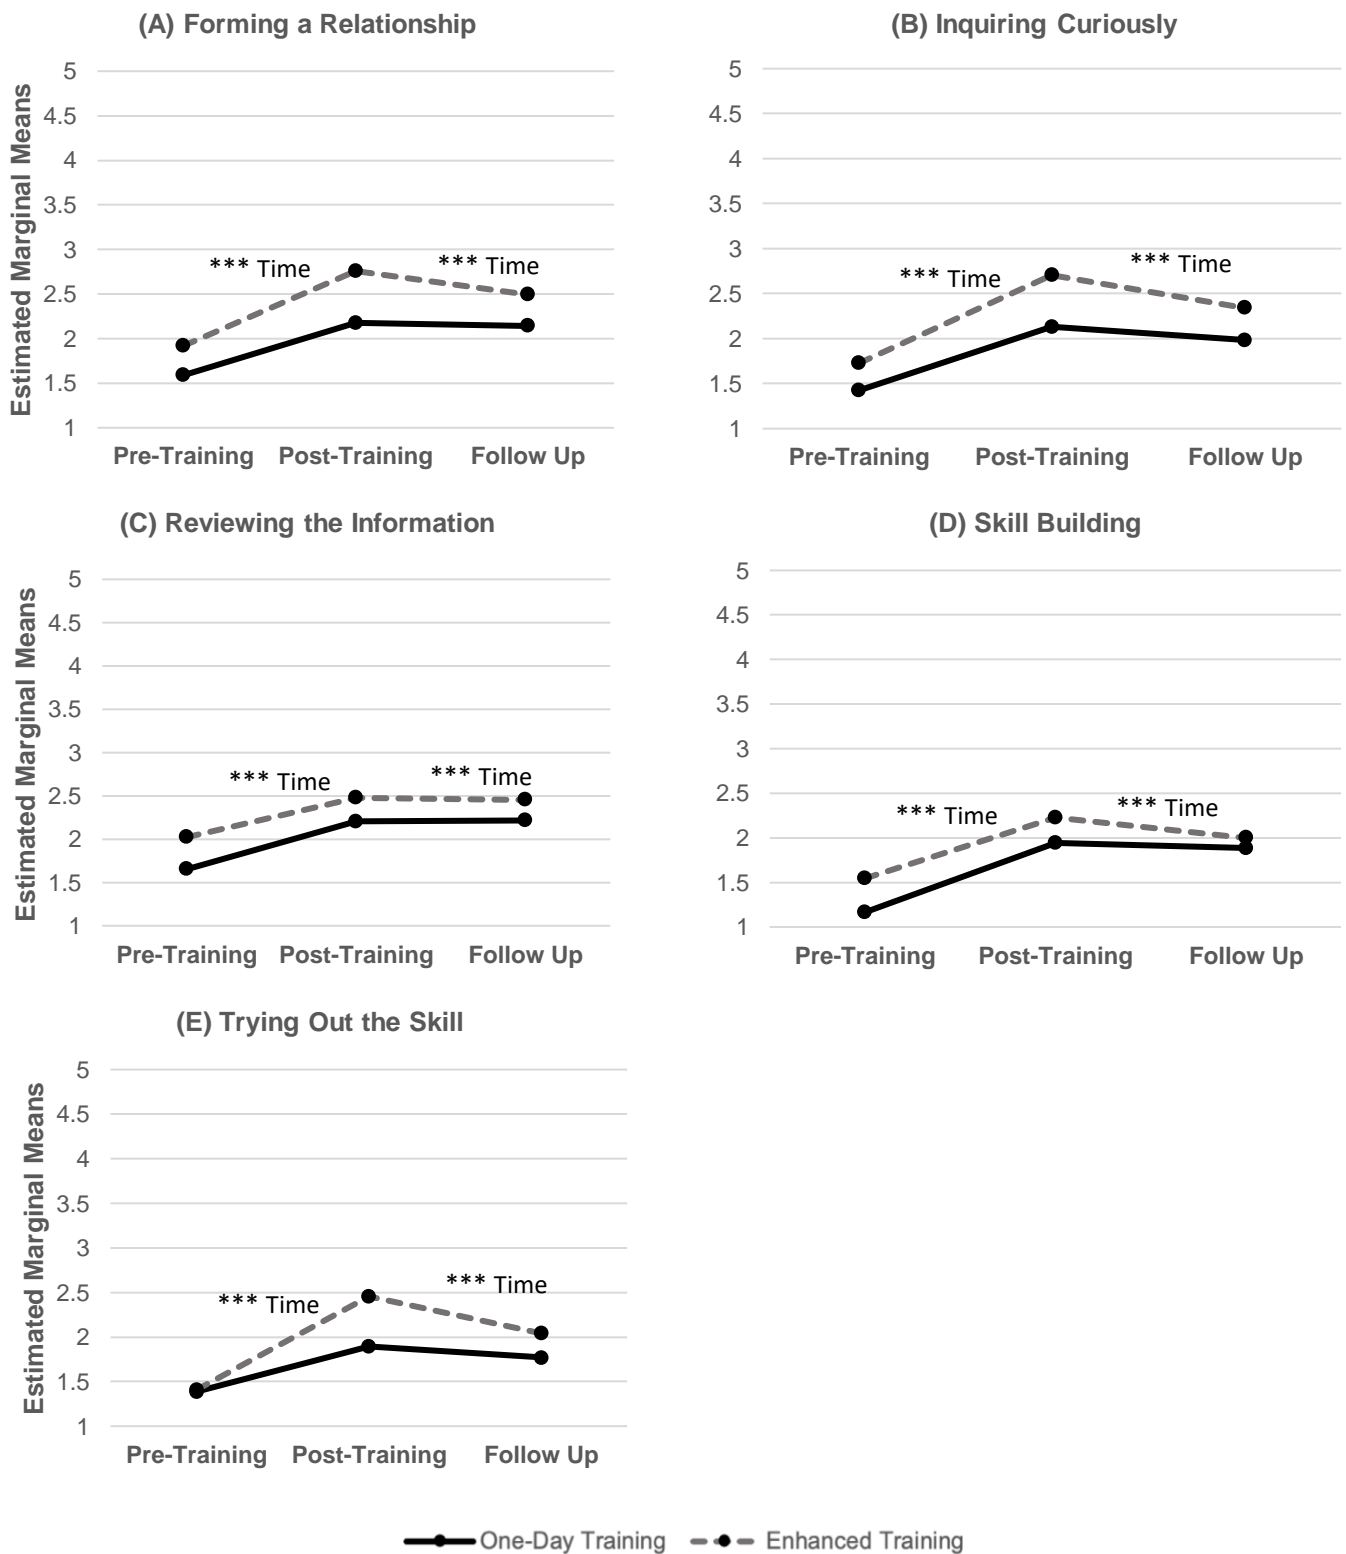 (A) Forming a Relationship
5
4.5
4
3.5
3
2.5
2
1.5
1
Estimated Marginal Means
*** Time
*** Time
Pre-Training Post-Training Follow Up
(B) Inquiring Curiously
5
4.5
4
3.5
3
2.5
2
1.5
1
*** Time
*** Time
Pre-Training Post-Training Follow Up
(C) Reviewing the Information
5
4.5
4
3.5
3
2.5
2
1.5
1
Estimated Marginal Means
*** Time
*** Time
Pre-Training Post-Training Follow Up
(D) Skill Building
5
4.5
4
3.5
3
2.5
2
1.5
1
*** Time
*** Time
Pre-Training Post-Training Follow Up
(E) Trying Out the Skill
5
4.5
4
3.5
3
2.5
2
1.5
1
Estimated Marginal Means
*** Time
*** Time
Pre-Training Post-Training Follow Up
One-Day Training Enhanced Training